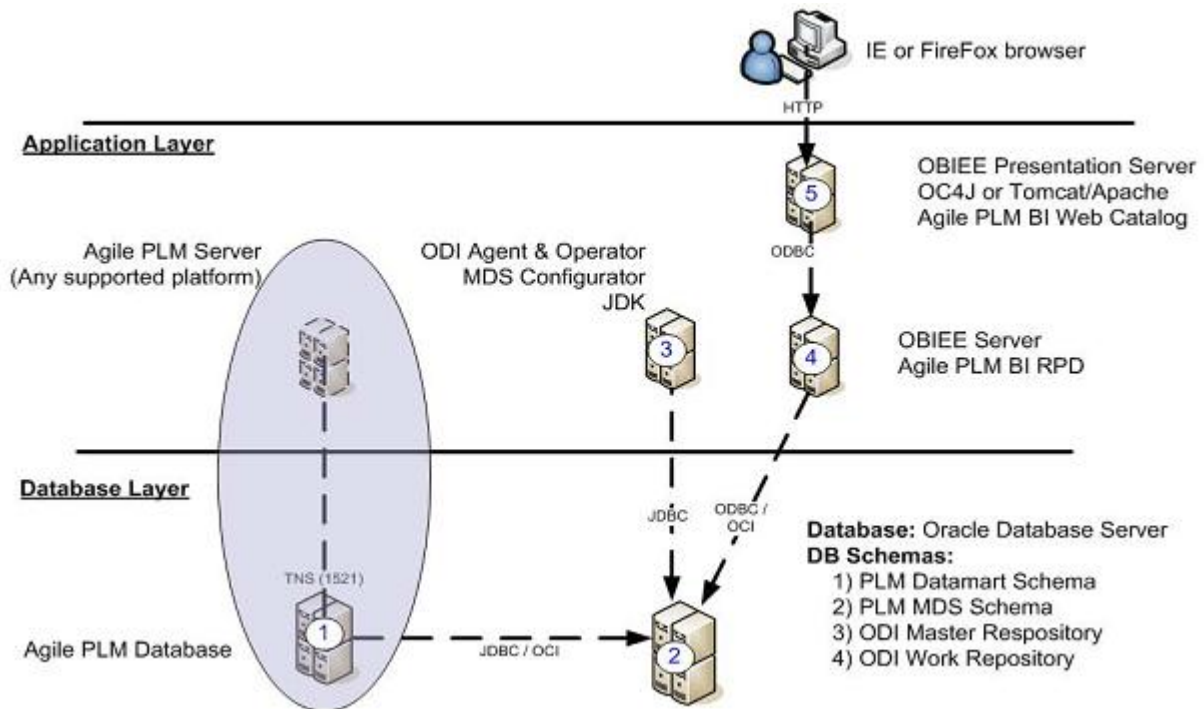 IE or FireFox browser
HTTP
Application Layer
OBIEE Presentation Server
OC4J or Tomcat/Apache
Agile PLM BI Web Catalog
5
ODBC
Agile PLM Server
(Any supported platform)
ODI Agent & Operator
MDS Configurator
JDK
3
4
OBIEE Server
Agile PLM BI RPD
Database Layer
JDBC
ODBC /
OCI
Database: Oracle Database Server
DB Schemas:
1) PLM Datamart Schema
2) PLM MDS Schema
3) ODI Master Respository
4) ODI Work Repository
TNS (1521)
1
Agile PLM Database
JDBC / OCI
2